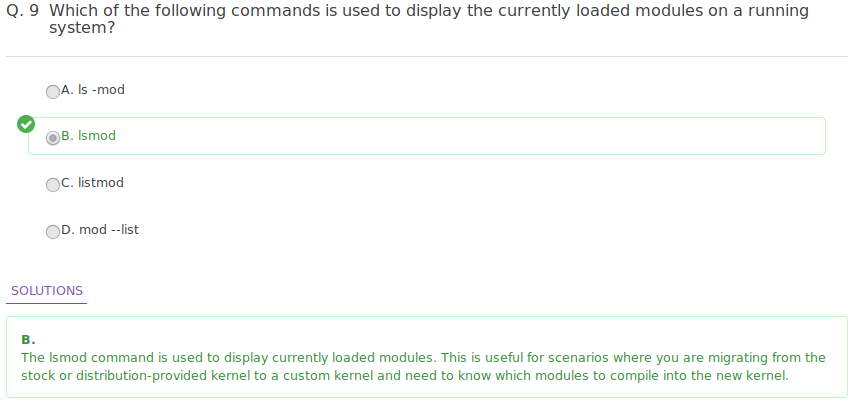 Q. 9 Which of the following commands is used to display the currently loaded modules on a running
system?
A. ls -mod
B. lsmod
C. listmod
D. mod --list
SOLUTIONS
B.
The lsmod command is used to display currently loaded modules. This is useful for scenarios where you are migrating from the
stock or distribution-provided kernel to a custom kernel and need to know which modules to compile into the new kernel.